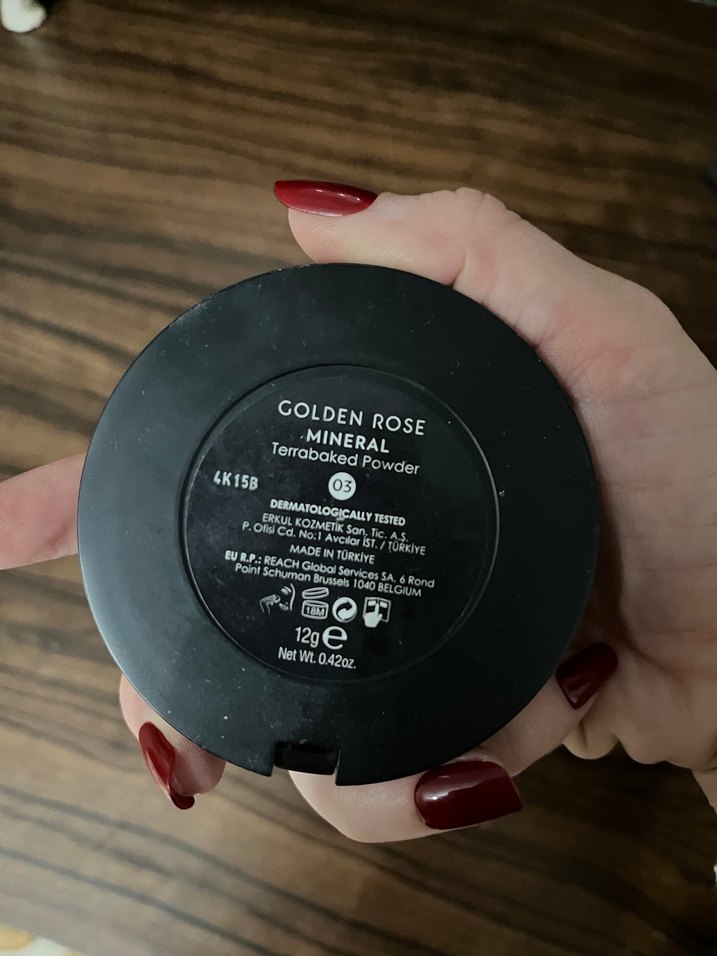 GOLDEN ROSE
MINERAL
Terrabaked Powder
4K15B
03
DERMATOLOGICALLY TESTED
ERKUL KOZMETİK San. Tic. A.Ş.
P. Ofisi Cd. No:1 Avcılar İST. / TÜRKİYE
MADE IN TÜRKİYE
EU R.P.: REACH Global Services SA. 6 Rond
Point Schuman Brussels 1040 BELGIUM
18M
12g e
Net Wt. 0.42oz.